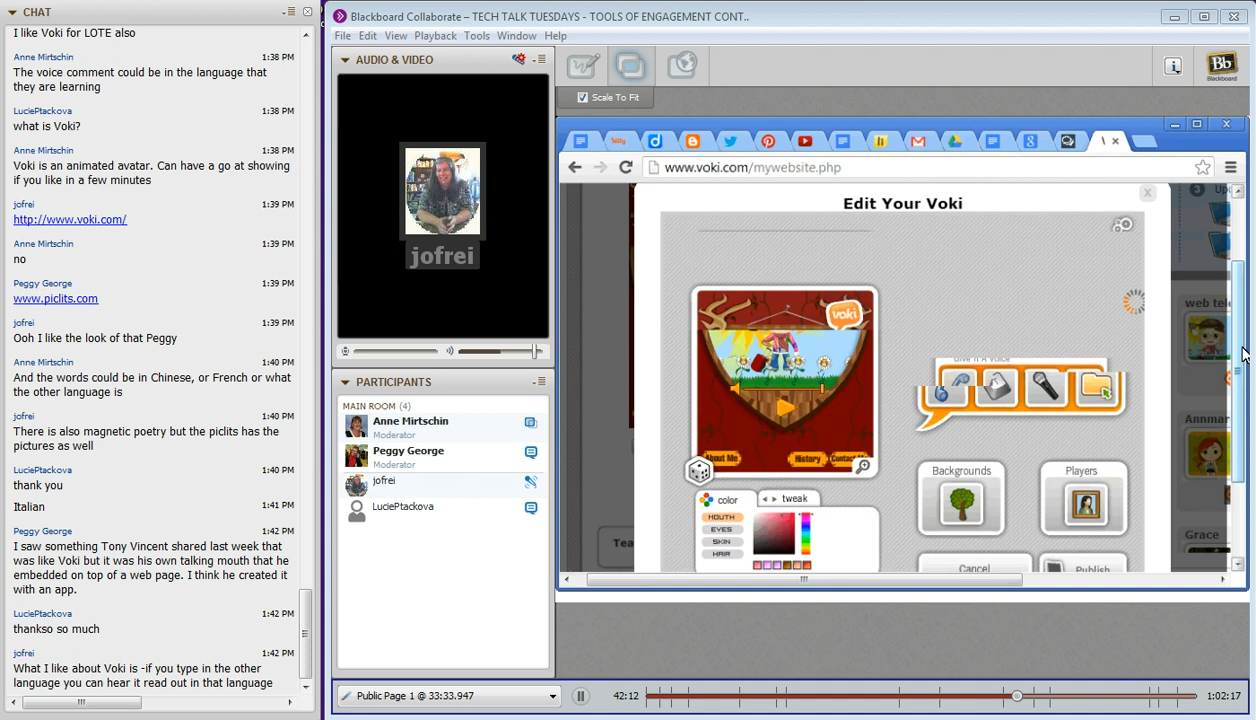 CHAT
I like Voki for LOTE also
Anne Mirtschin 1:38 PM
The voice comment could be in the language that
they are learning
LuciePtackova 1:38 PM
what is Voki?
Anne Mirtschin 1:38 PM
Voki is an animated avatar. Can have a go at showing
if you like in a few minutes
jofrei 1:39 PM
http://www.voki.com/
Anne Mirtschin 1:39 PM
no
Peggy George 1:39 PM
www.piclits.com
jofrei 1:39 PM
Ooh I like the look of that Peggy
Anne Mirtschin 1:40 PM
And the words could be in Chinese, or French or what
the other language is
jofrei 1:40 PM
There is also magnetic poetry but the piclits has the
pictures as well
LuciePtackova 1:40 PM
thank you
Italian 1:41 PM
Peggy George 1:42 PM
I saw something Tony Vincent shared last week that
was like Voki but it was his own talking mouth that he
embedded on top of a web page. I think he created it
with an app.
LuciePtackova 1:42 PM
thankso so much
jofrei 1:42 PM
What I like about Voki is -if you type in the other
language you can hear it read out in that language
Blackboard Collaborate – TECH TALK TUESDAYS - TOOLS OF ENGAGEMENT CONT..
File Edit View Playback Tools Window Help
AUDIO & VIDEO
jofrei
PARTICIPANTS
MAIN ROOM (4)
Anne Mirtschin
Moderator
Peggy George
Moderator
jofrei
LuciePtackova
Bb
Blackboard
Scale To Fit
www.voki.com/mywebsite.php
Edit Your Voki
voki
About Me
History
color
tweak
MOUTH
EYES
SKIN
HAIR
Give It A Voice
Backgrounds
Players
Cancel
Publish
3
web tele
Annmar
Grace
Tea
Public Page 1 @ 33:33.947
42:12
1:02:17